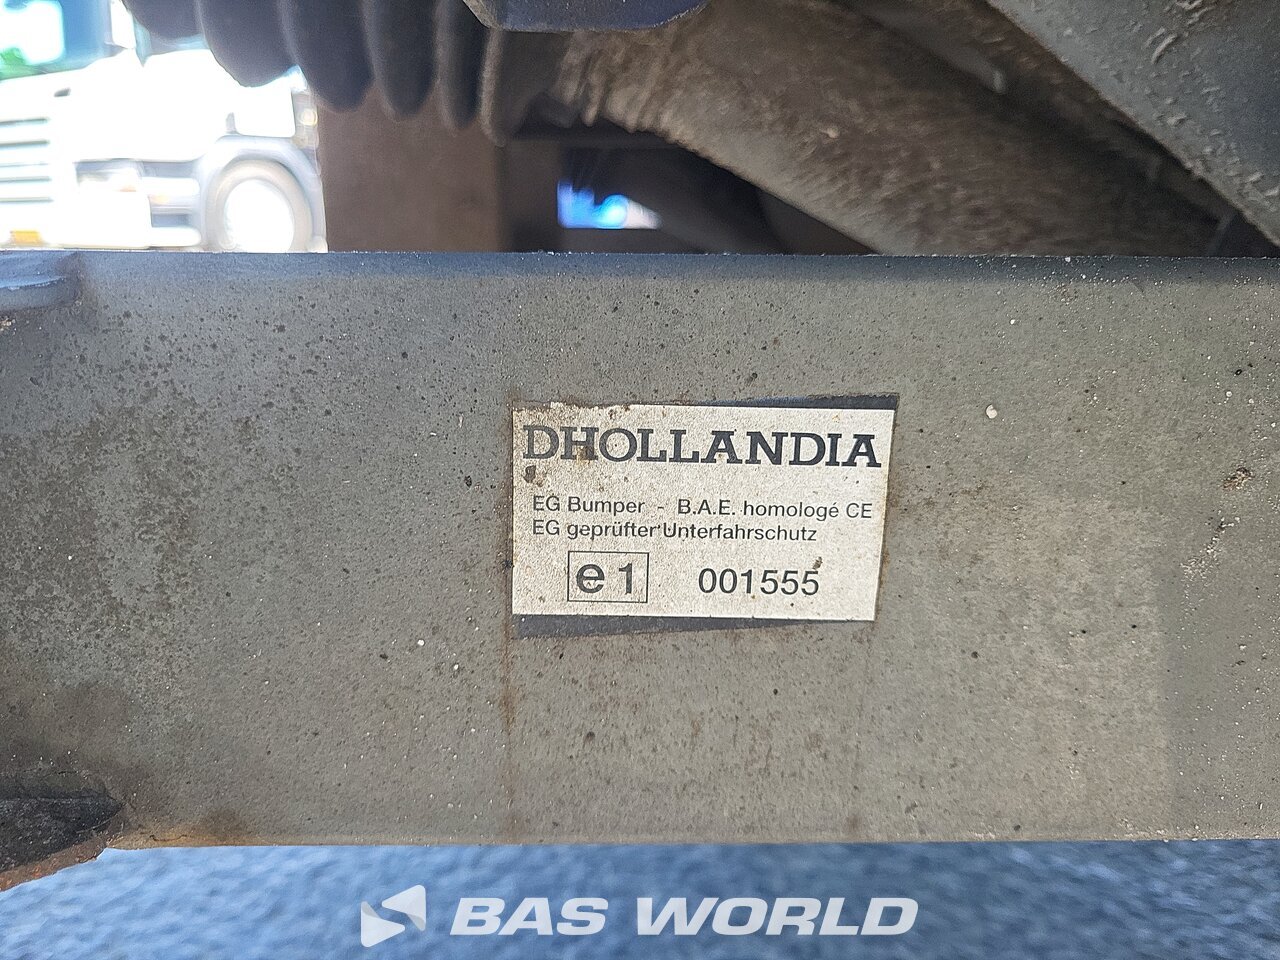 DHOLLANDIA
EG Bumper - B.A.E. homologé CE
EG geprüfter Unterfahrschutz
e1 001555
BAS WORLD